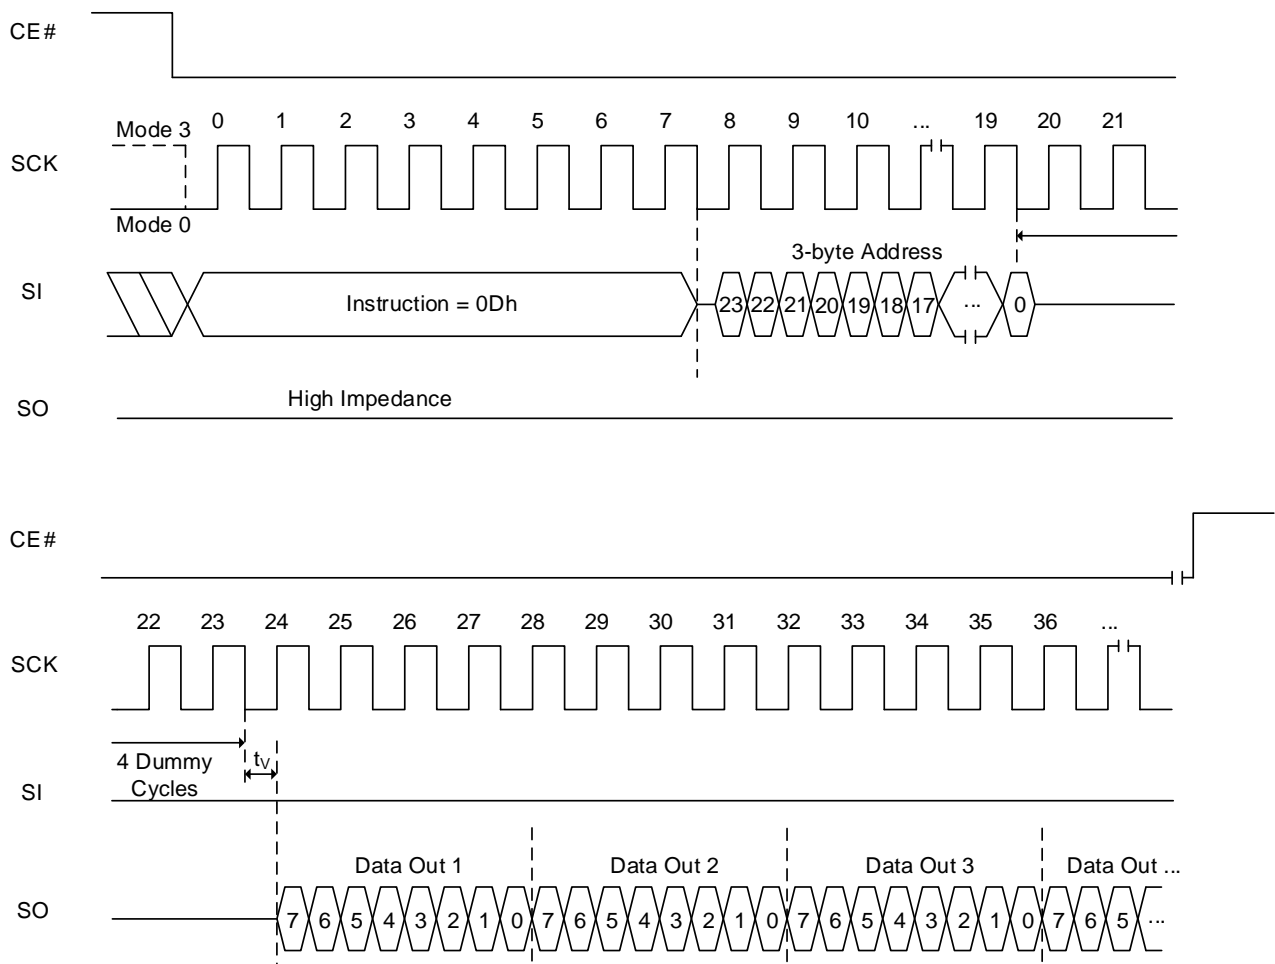 CE#
Mode 3
0 1 2 3 4 5 6 7 8 9 10 ... 19 20 21
SCK
Mode 0
3-byte Address
SI
Instruction = 0Dh
23 22 21 20 19 18 17 ... 0
High Impedance
SO
CE#
22 23 24 25 26 27 28 29 30 31 32 33 34 35 36 ...
SCK
4 Dummy
Cycles
tV
SI
Data Out 1 Data Out 2 Data Out 3 Data Out ...
SO
7 6 5 4 3 2 1 0 7 6 5 4 3 2 1 0 7 6 5 4 3 2 1 0 7 6 5 ...